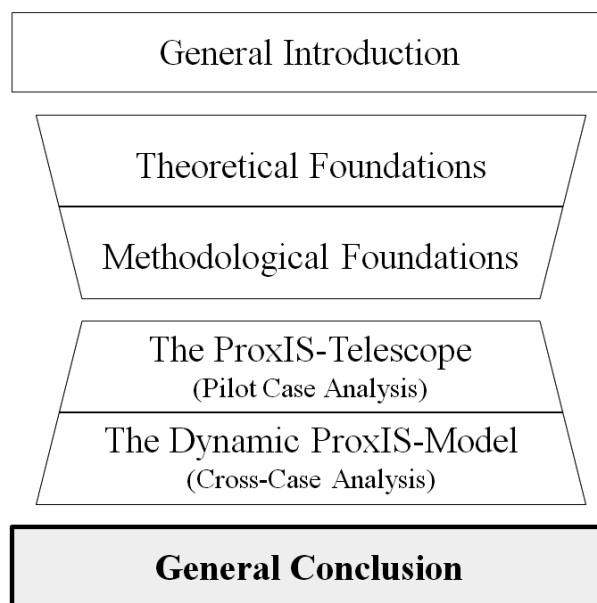 General Introduction
Theoretical Foundations
Methodological Foundations
The ProxIS-Telescope
(Pilot Case Analysis)
The Dynamic ProxIS-Model
(Cross-Case Analysis)
General Conclusion